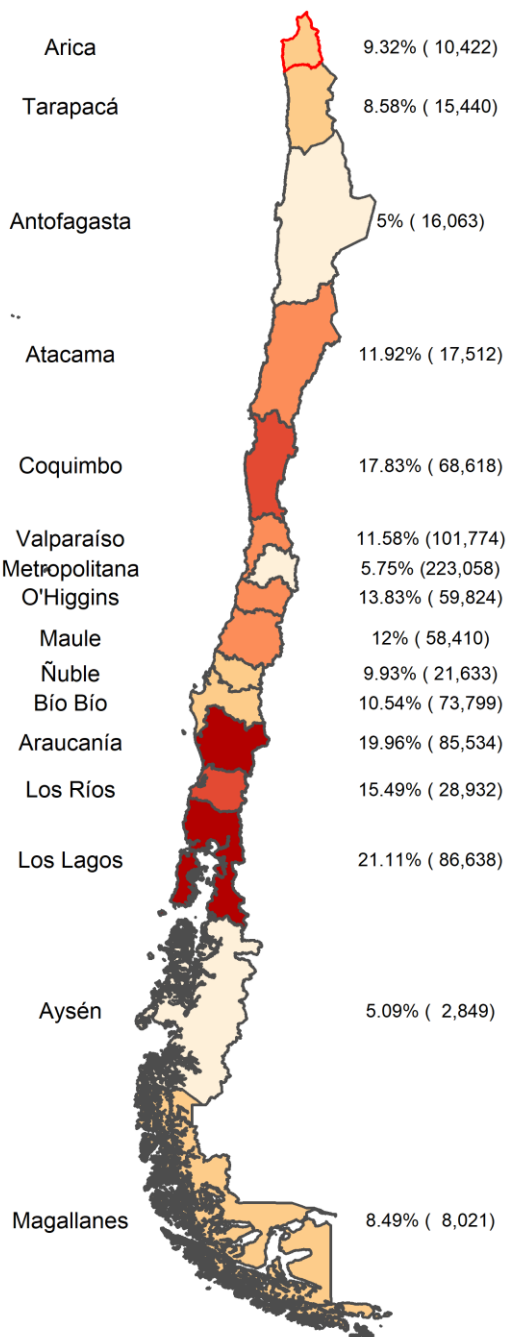 Arica 9.32% ( 10,422)
Tarapacá 8.58% ( 15,440)
Antofagasta 5% ( 16,063)
Atacama 11.92% ( 17,512)
Coquimbo 17.83% ( 68,618)
Valparaíso 11.58% (101,774)
Metropolitana 5.75% (223,058)
O'Higgins 13.83% ( 59,824)
Maule 12% ( 58,410)
Ñuble 9.93% ( 21,633)
Bío Bío 10.54% ( 73,799)
Araucanía 19.96% ( 85,534)
Los Ríos 15.49% ( 28,932)
Los Lagos 21.11% ( 86,638)
Aysén 5.09% (  2,849)
Magallanes 8.49% (  8,021)